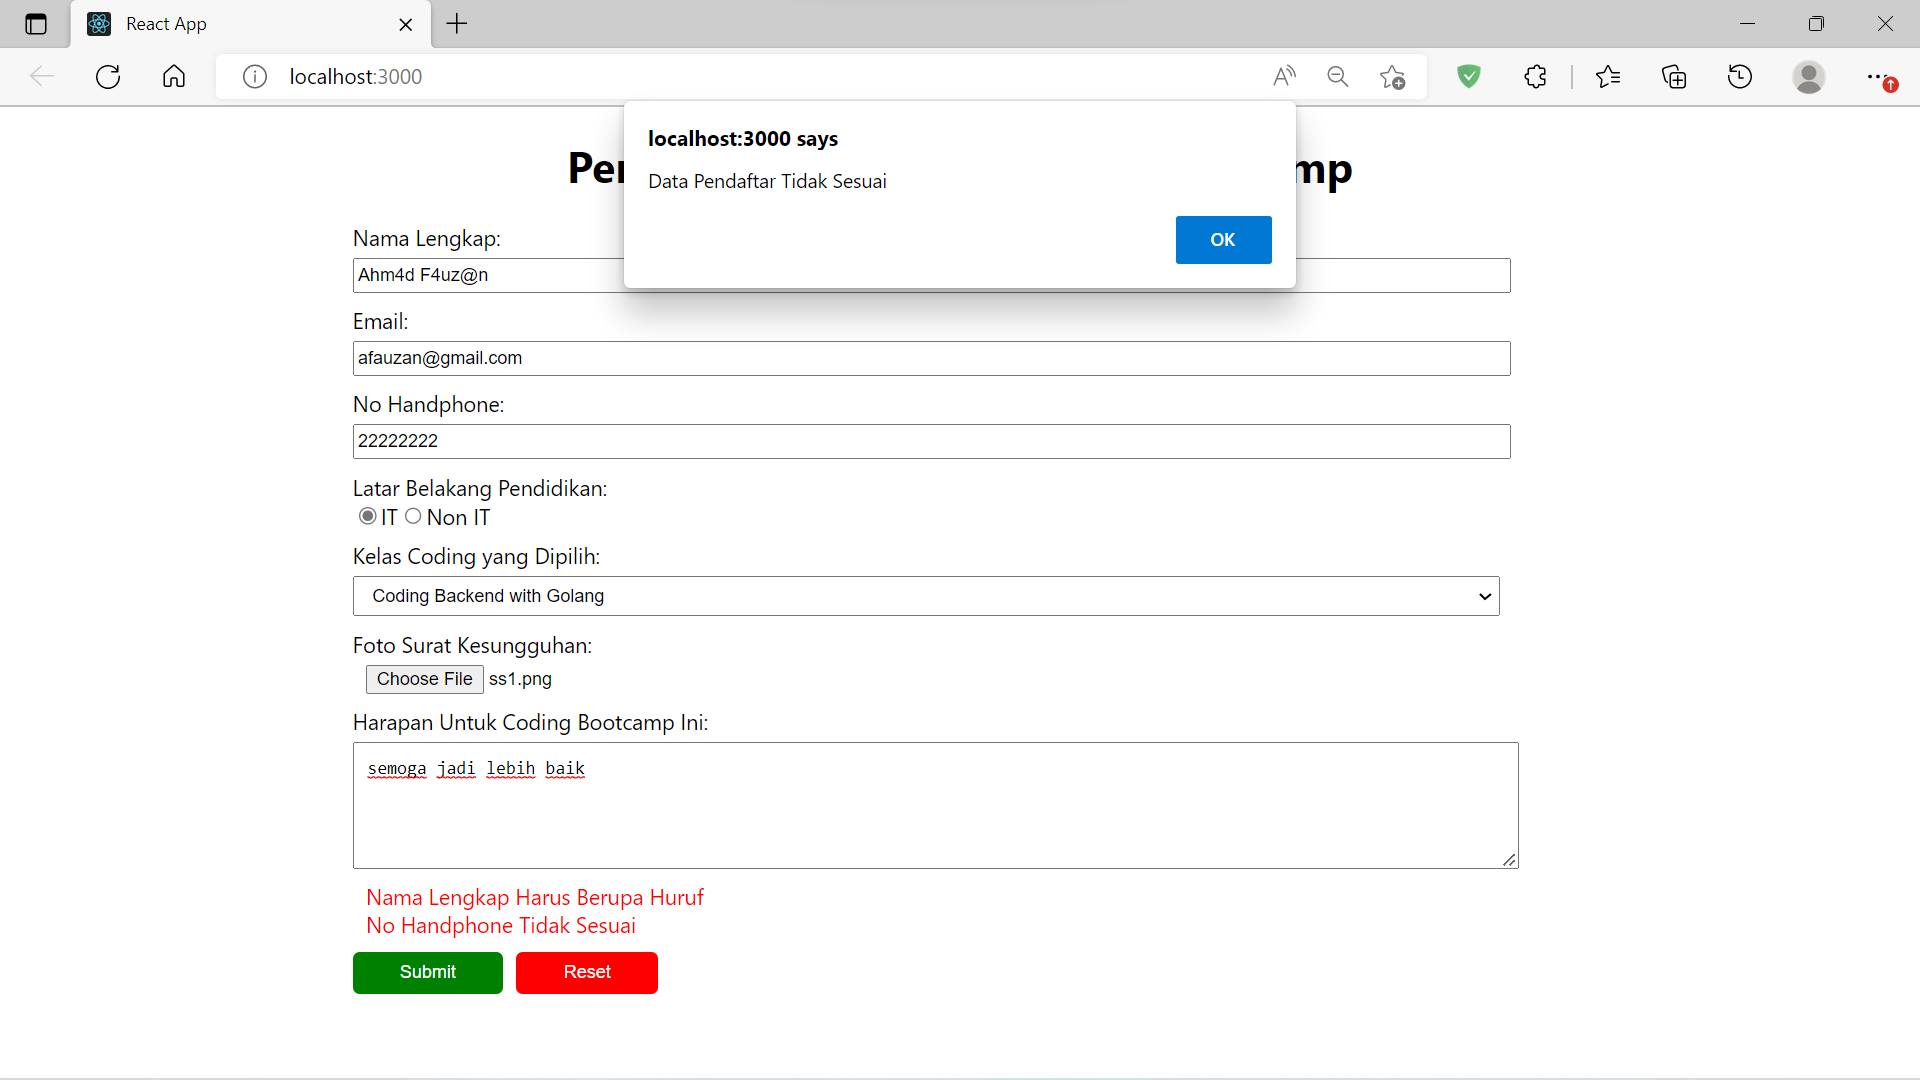 React App
localhost:3000
localhost:3000 says
Data Pendaftar Tidak Sesuai
OK
Nama Lengkap:
Ahm4d F4uz@n
Email:
afauzan@gmail.com
No Handphone:
22222222
Latar Belakang Pendidikan:
IT Non IT
Kelas Coding yang Dipilih:
Coding Backend with Golang
Foto Surat Kesungguhan:
Choose File ss1.png
Harapan Untuk Coding Bootcamp Ini:
semoga jadi lebih baik
Nama Lengkap Harus Berupa Huruf
No Handphone Tidak Sesuai
Submit Reset